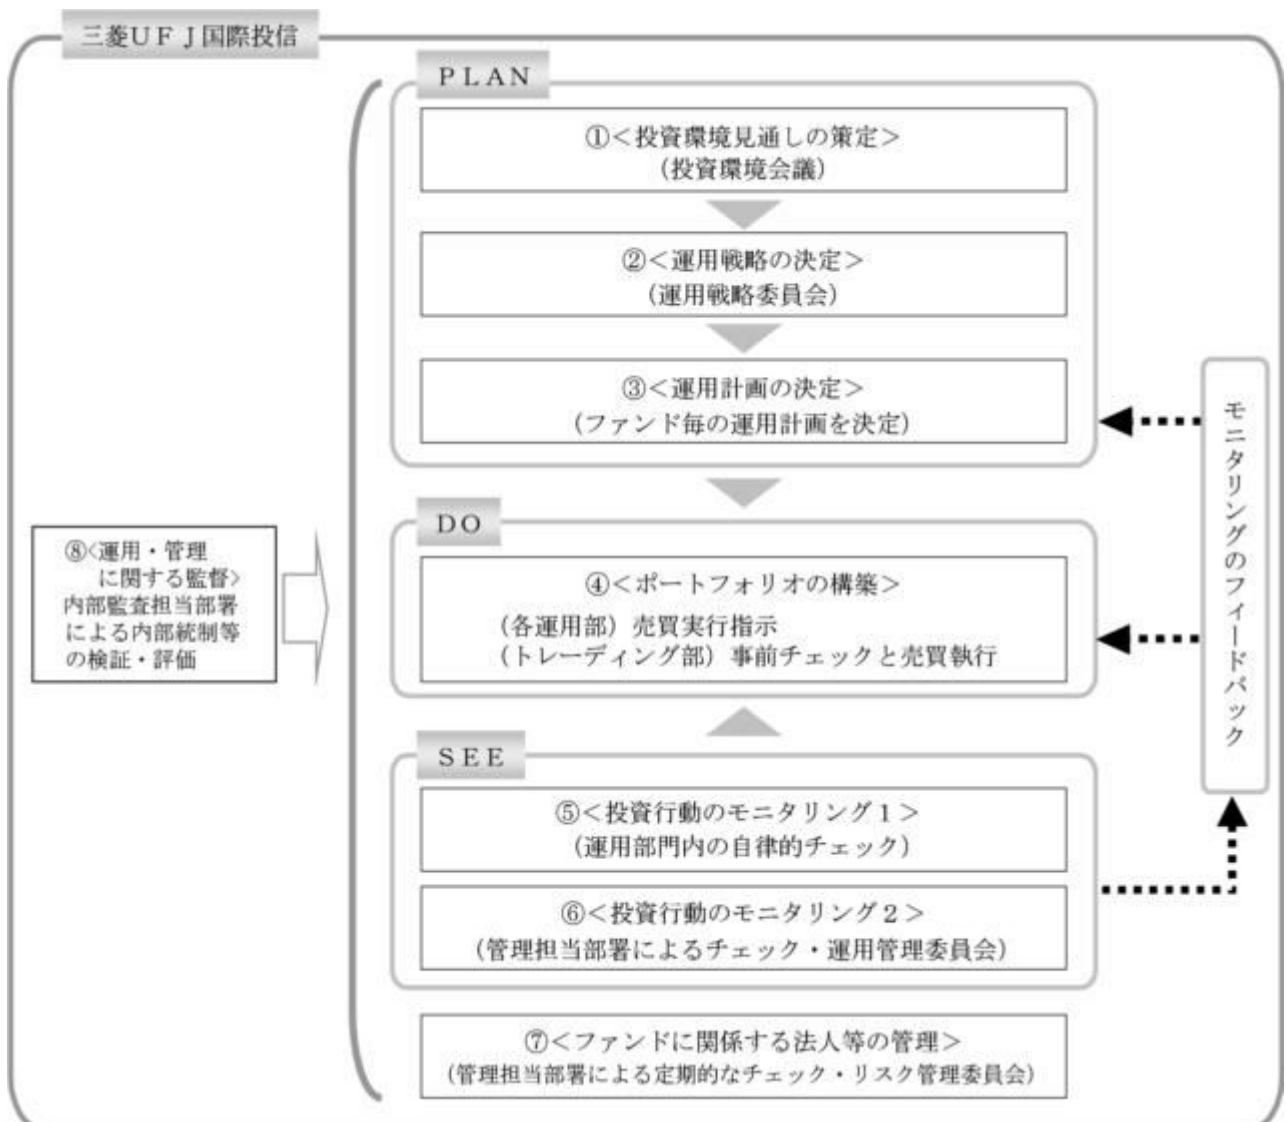 三菱ＵＦＪ国際投信
ＰＬＡＮ
①＜投資環境見通しの策定＞
（投資環境会議）
②＜運用戦略の決定＞
（運用戦略委員会）
③＜運用計画の決定＞
（ファンド毎の運用計画を決定）
ＤＯ
④＜ポートフォリオの構築＞
（各運用部）売買実行指示
（トレーディング部）事前チェックと売買執行
ＳＥＥ
⑤＜投資行動のモニタリング１＞
（運用部門内の自律的チェック）
⑥＜投資行動のモニタリング２＞
（管理担当部署によるチェック・運用管理委員会）
⑦＜ファンドに関係する法人等の管理＞
（管理担当部署による定期的なチェック・リスク管理委員会）
⑧＜運用・管理
に関する監督＞
内部監査担当部署
による内部統制等
の検証・評価
モニタリングのフィードバック